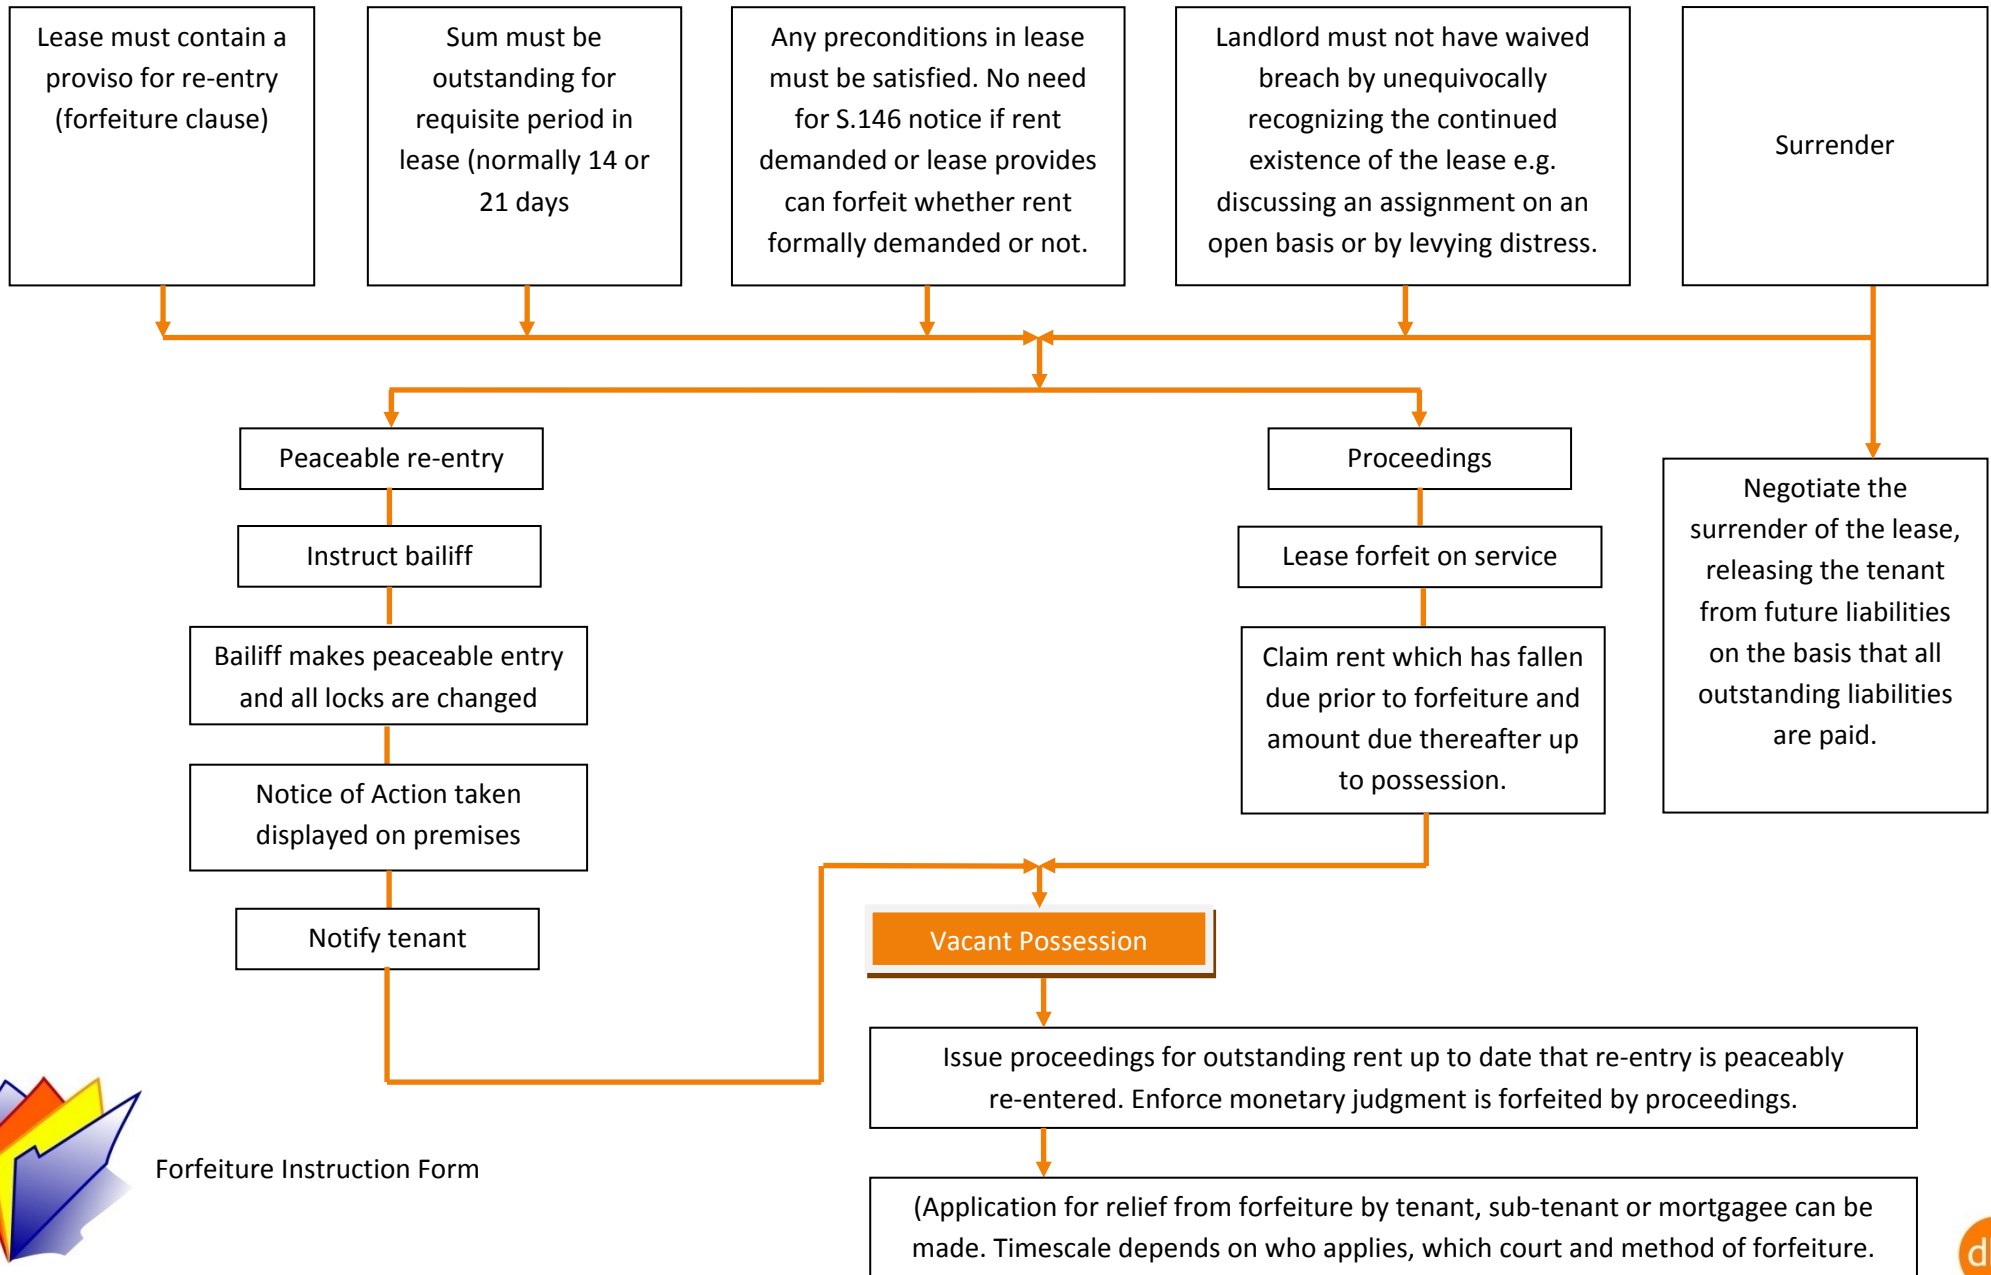 Lease must contain a
proviso for re-entry
(forfeiture clause)
Sum must be
outstanding for
requisite period in
lease (normally 14 or
21 days
Any preconditions in lease
must be satisfied. No need
for S.146 notice if rent
demanded or lease provides
can forfeit whether rent
formally demanded or not.
Landlord must not have waived
breach by unequivocally
recognizing the continued
existence of the lease e.g.
discussing an assignment on an
open basis or by levying distress.
Surrender
Peaceable re-entry
Instruct bailiff
Bailiff makes peaceable entry
and all locks are changed
Notice of Action taken
displayed on premises
Notify tenant
Proceedings
Lease forfeit on service
Claim rent which has fallen
due prior to forfeiture and
amount due thereafter up
to possession.
Negotiate the
surrender of the lease,
releasing the tenant
from future liabilities
on the basis that all
outstanding liabilities
are paid.
Vacant Possession
Issue proceedings for outstanding rent up to date that re-entry is peaceably
re-entered. Enforce monetary judgment is forfeited by proceedings.
Forfeiture Instruction Form
(Application for relief from forfeiture by tenant, sub-tenant or mortgagee can be
made. Timescale depends on who applies, which court and method of forfeiture.